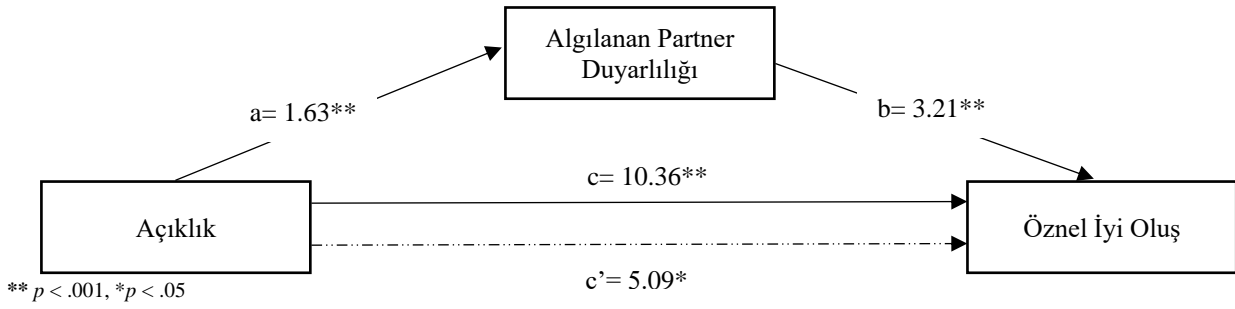 Algılanan Partner
Duyarlılığı
a= 1.63**
b= 3.21**
c= 10.36**
Açıklık
Öznel İyi Oluş
c’= 5.09*
** p < .001, *p < .05